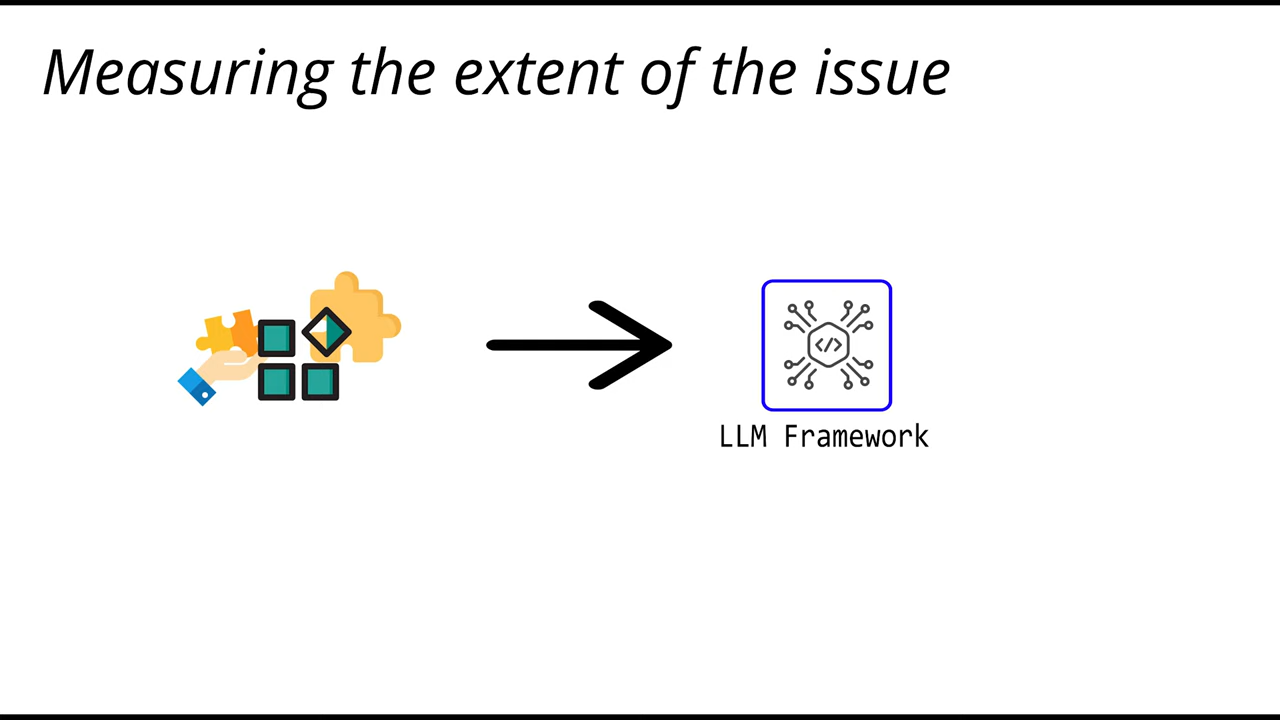 Measuring the extent of the issue
</>
LLM Framework